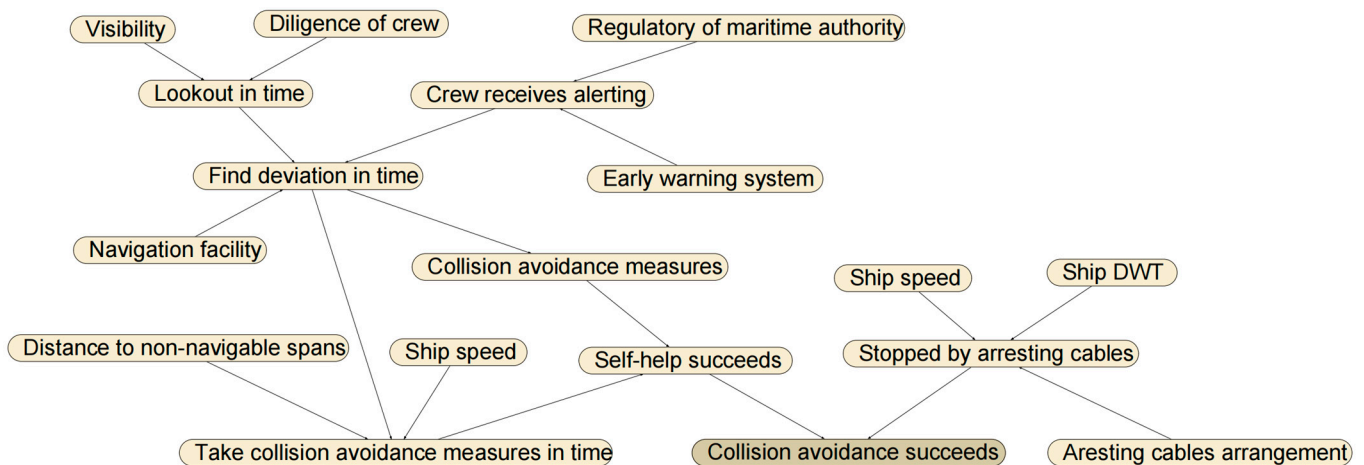 Visibility
Diligence of crew
Regulatory of maritime authority
Lookout in time
Crew receives alerting
Find deviation in time
Early warning system
Navigation facility
Collision avoidance measures
Ship speed
Ship DWT
Distance to non-navigable spans
Ship speed
Self-help succeeds
Stopped by arresting cables
Take collision avoidance measures in time
Collision avoidance succeeds
Aresting cables arrangement